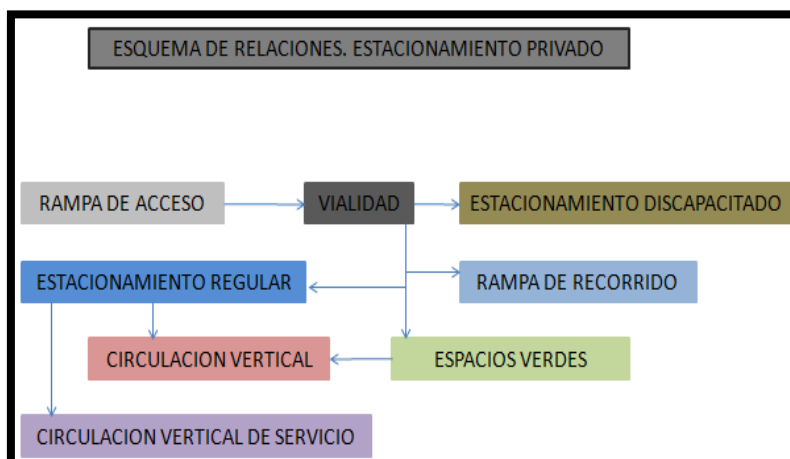 ESQUEMA DE RELACIONES. ESTACIONAMIENTO PRIVADO
RAMPA DE ACCESO
VIALIDAD
ESTACIONAMIENTO DISCAPACITADO
ESTACIONAMIENTO REGULAR
RAMPA DE RECORRIDO
CIRCULACION VERTICAL
ESPACIOS VERDES
CIRCULACION VERTICAL DE SERVICIO